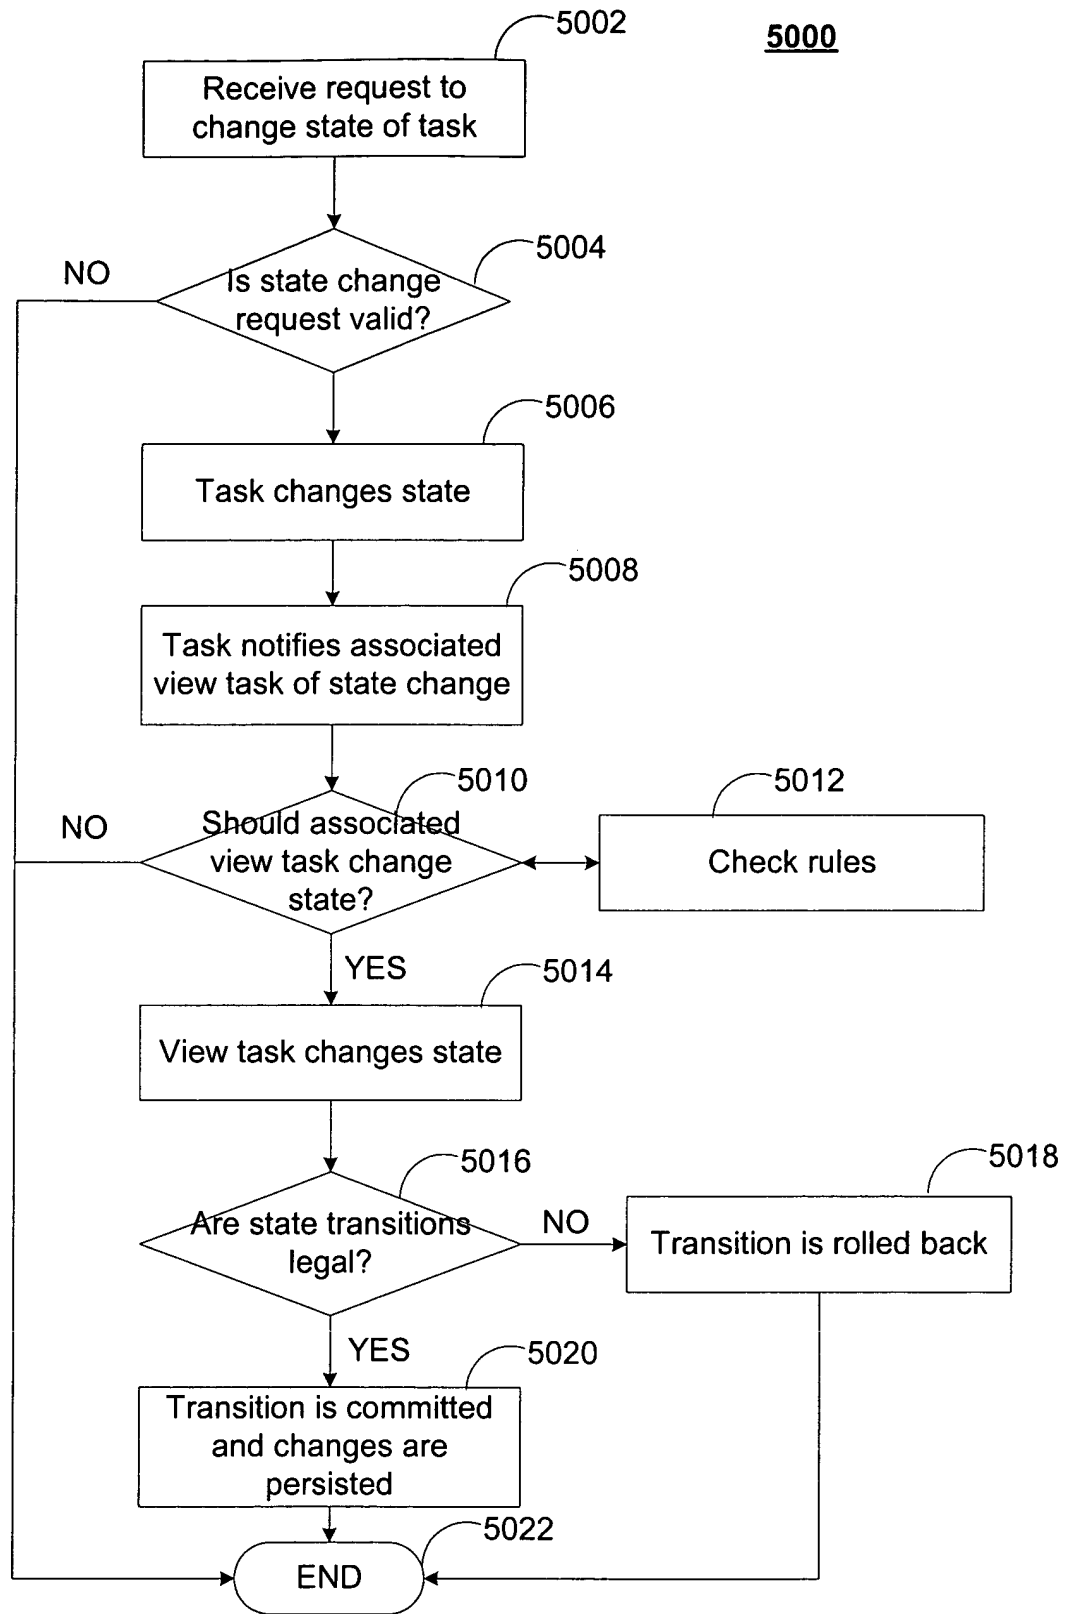 5002
5000
Receive request to
change state of task
5004
NO
Is state change
request valid?
5006
Task changes state
5008
Task notifies associated
view task of state change
5010
5012
NO
Should associated
view task change
state?
Check rules
YES
5014
View task changes state
5016
5018
Are state transitions
legal?
NO
Transition is rolled back
YES
5020
Transition is committed
and changes are
persisted
5022
END